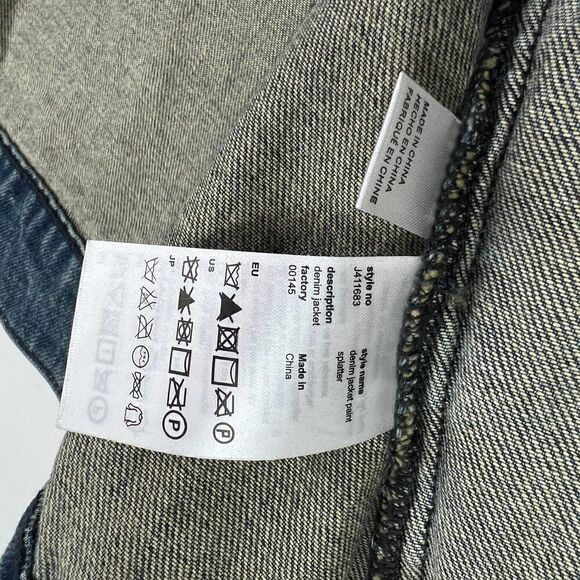 MADE IN CHINA
HECHO EN CHINA
FABRIQUÉ EN CHINE
style no
J411683
style name
denim jacket paint
splatter
description
denim jacket
factory
00145
Made in
China
EU
US
JP